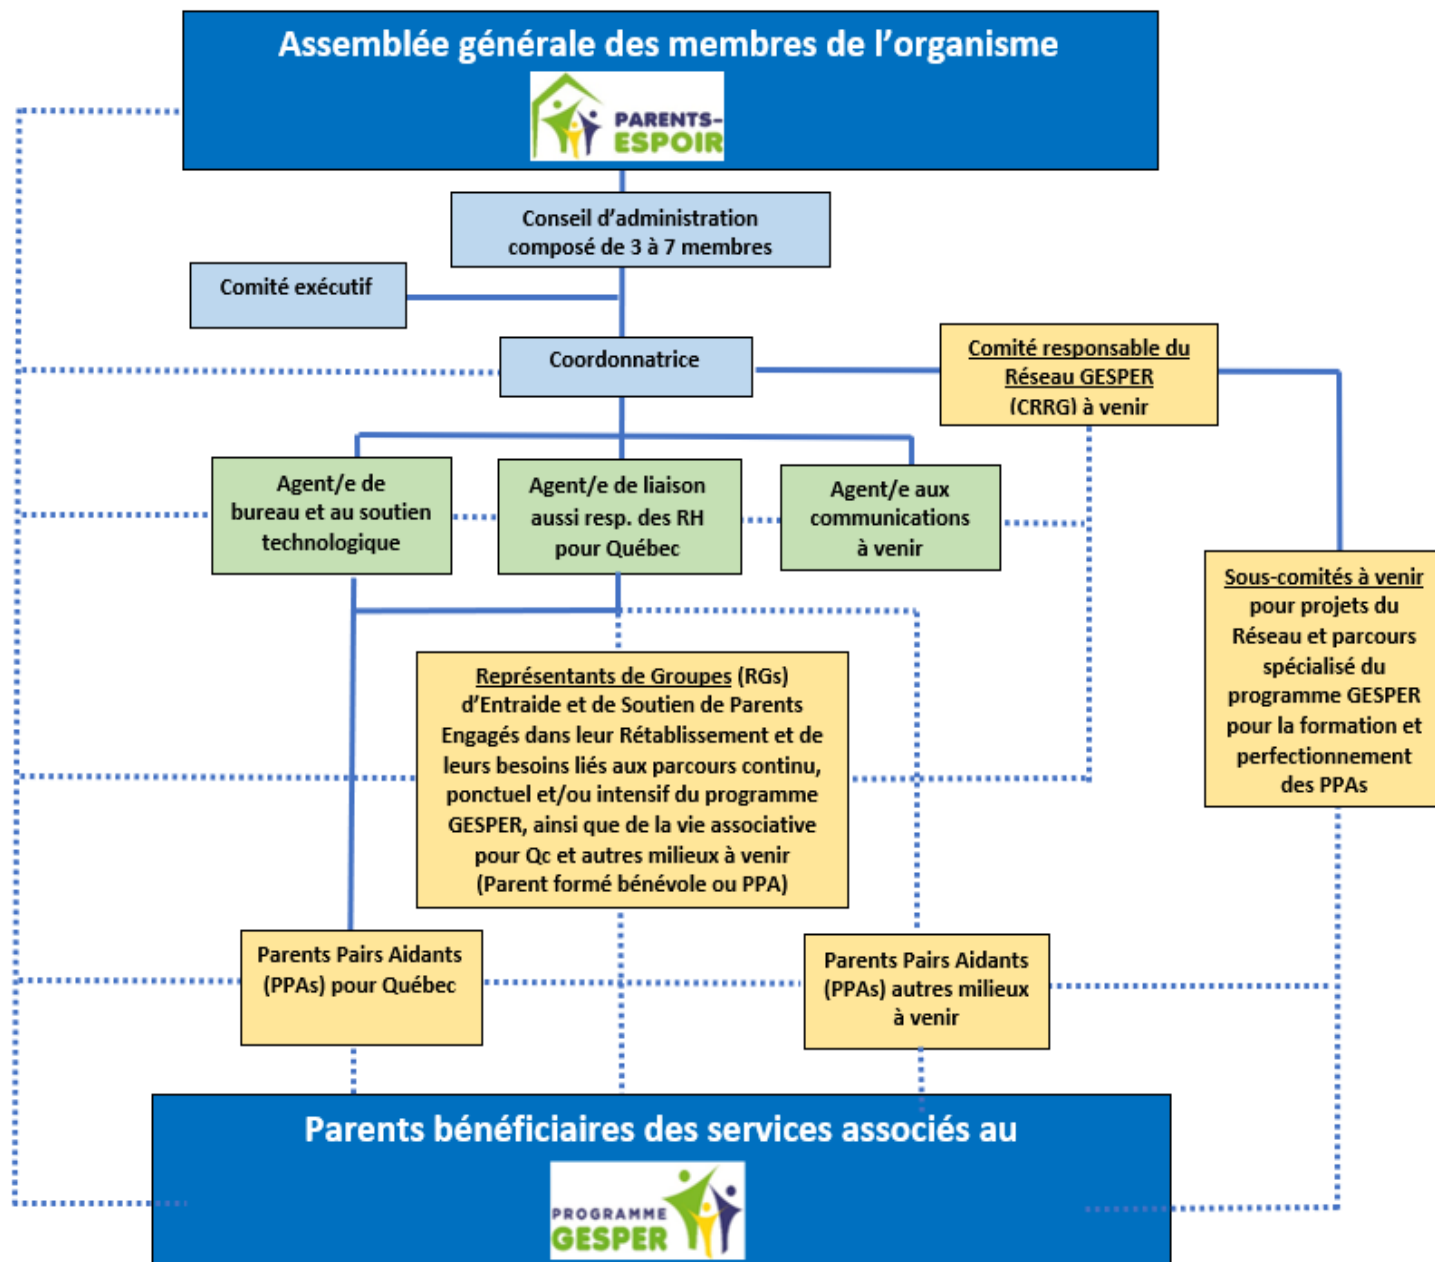 Assemblée générale des membres de l’organisme
PARENTS-
ESPOIR
Conseil d’administration
composé de 3 à 7 membres
Comité exécutif
Coordonnatrice
Comité responsable du
Réseau GESPER
(CRRG) à venir
Agent/e de
bureau et au soutien
technologique
Agent/e de liaison
aussi resp. des RH
pour Québec
Agent/e aux
communications
à venir
Sous-comités à venir
pour projets du
Réseau et parcours
spécialisé du
programme GESPER
pour la formation et
perfectionnement
des PPAs
Représentants de Groupes (RGs)
d’Entraide et de Soutien de Parents
Engagés dans leur Rétablissement et de
leurs besoins liés aux parcours continu,
ponctuel et/ou intensif du programme
GESPER, ainsi que de la vie associative
pour Qc et autres milieux à venir
(Parent formé bénévole ou PPA)
Parents Pairs Aidants
(PPAs) pour Québec
Parents Pairs Aidants
(PPAs) autres milieux
à venir
Parents bénéficiaires des services associés au
PROGRAMME
GESPER